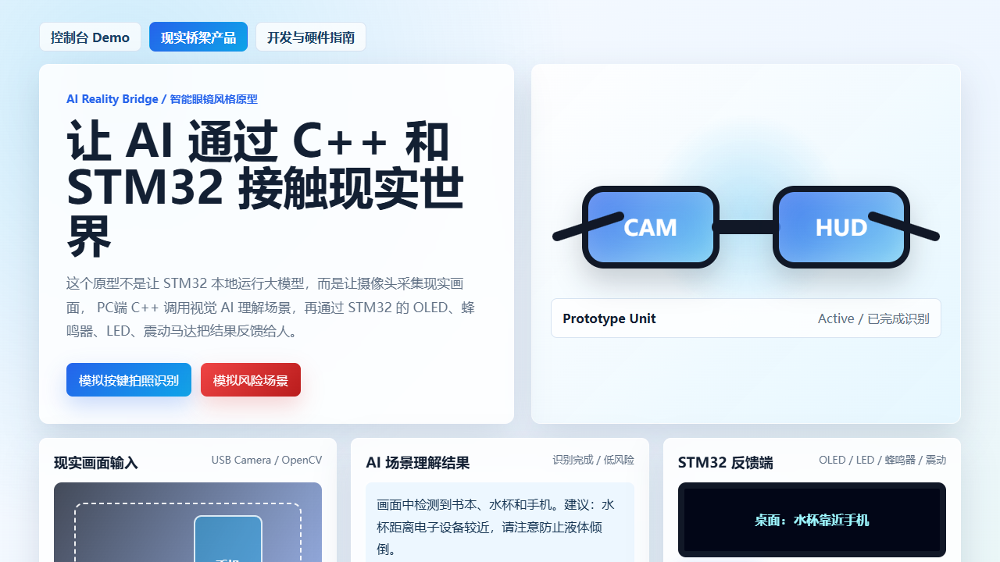 控制台 Demo
现实桥梁产品
开发与硬件指南
AI Reality Bridge / 智能眼镜风格原型
让 AI 通过 C++ 和
STM32 接触现实世
界
这个原型不是让 STM32 本地运行大模型，而是让摄像头采集现实画
面， PC端 C++ 调用视觉 AI 理解场景，再通过 STM32 的 OLED、蜂
鸣器、LED、震动马达把结果反馈给人。
模拟按键拍照识别
模拟风险场景
CAM
HUD
Prototype Unit
Active / 已完成识别
现实画面输入
USB Camera / OpenCV
AI 场景理解结果
识别完成 / 低风险
画面中检测到书本、水杯和手机。建议：水
杯距离电子设备较近，请注意防止液体倾
倒。
STM32 反馈端
OLED / LED / 蜂鸣器 / 震动
桌面：水杯靠近手机